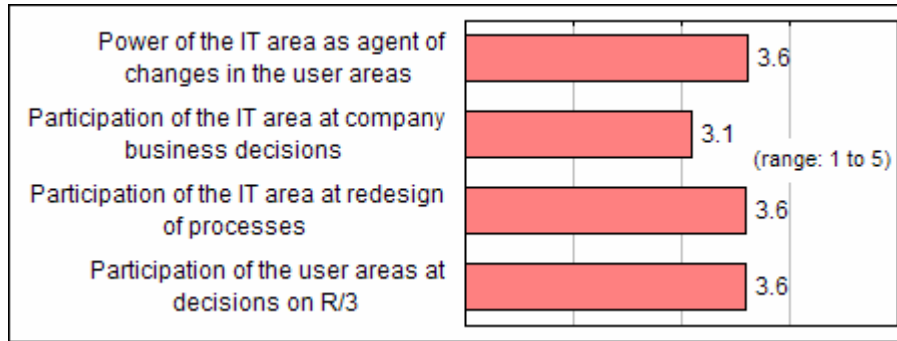 Power of the IT area as agent of
changes in the user areas
3.6
Participation of the IT area at company
business decisions
3.1
(range: 1 to 5)
Participation of the IT area at redesign
of processes
3.6
Participation of the user areas at
decisions on R/3
3.6